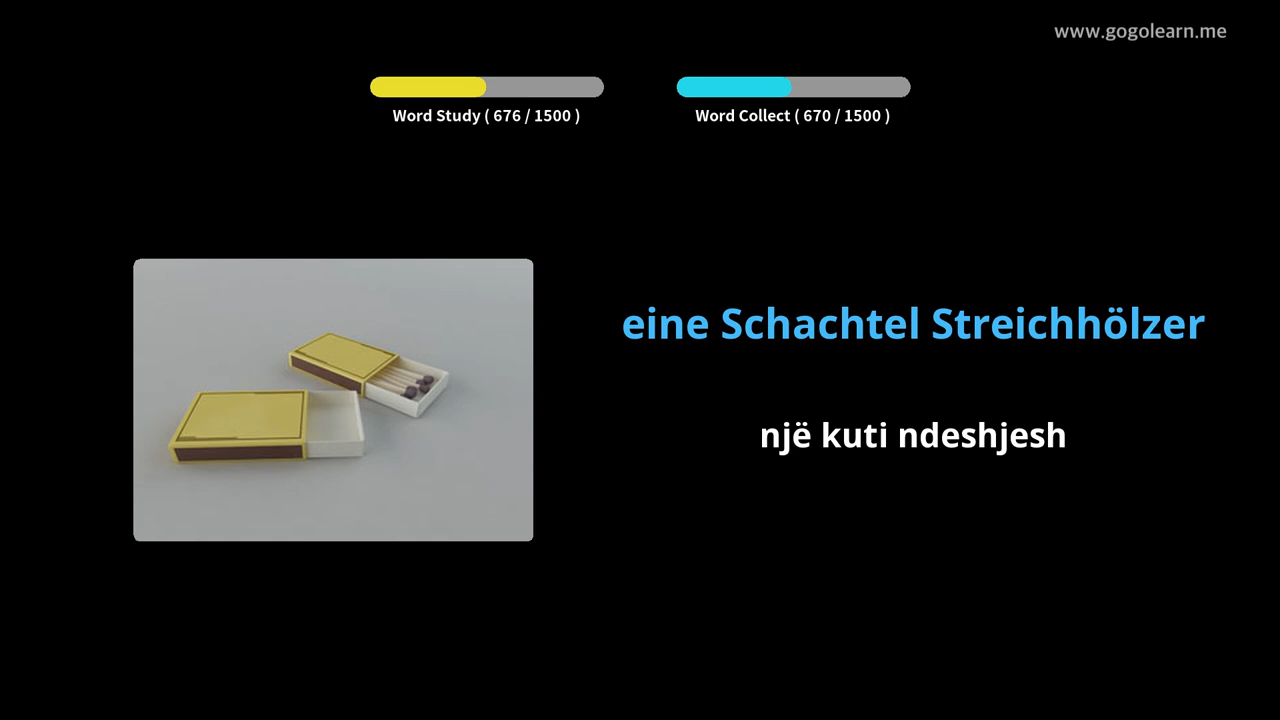 www.gogolearn.me
Word Study ( 676 / 1500 )
Word Collect ( 670 / 1500 )
eine Schachtel Streichhölzer
një kuti ndeshjesh